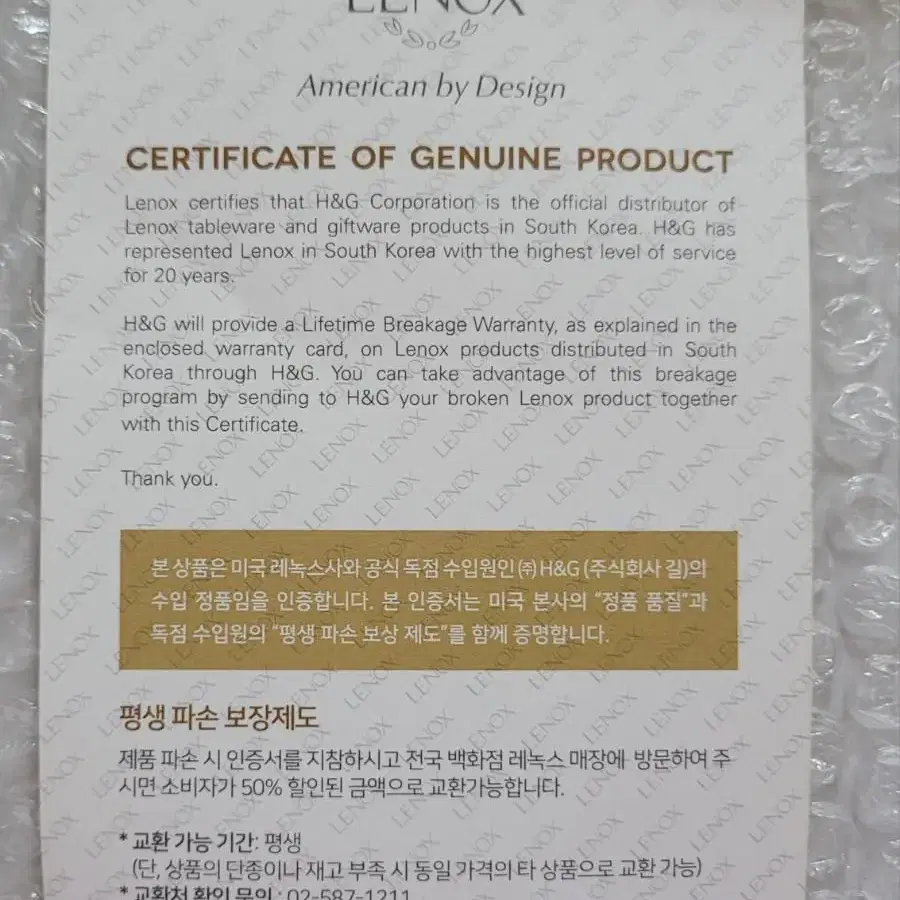 LENOX
American by Design
CERTIFICATE OF GENUINE PRODUCT
Lenox certifies that H&G Corporation is the official distributor of
Lenox tableware and giftware products in South Korea. H&G has
represented Lenox in South Korea with the highest level of service
for 20 years.
H&G will provide a Lifetime Breakage Warranty, as explained in the
enclosed warranty card, on Lenox products distributed in South
Korea through H&G. You can take advantage of this breakage
program by sending to H&G your broken Lenox product together
with this Certificate.
Thank you.
본 상품은 미국 레녹스사와 공식 독점 수입원인 ㈜H&G (주식회사 길)의
수입 정품임을 인증합니다. 본 인증서는 미국 본사의 "정품 품질"과
독점 수입원의 "평생 파손 보상 제도"를 함께 증명합니다.
평생 파손 보장제도
제품 파손 시 인증서를 지참하시고 전국 백화점 레녹스 매장에 방문하여 주
시면 소비자가 50% 할인된 금액으로 교환가능합니다.
* 교환 가능 기간: 평생
(단, 상품의 단종이나 재고 부족 시 동일 가격의 타 상품으로 교환 가능)
* 교환처 확인 문의 : 02-587-1211